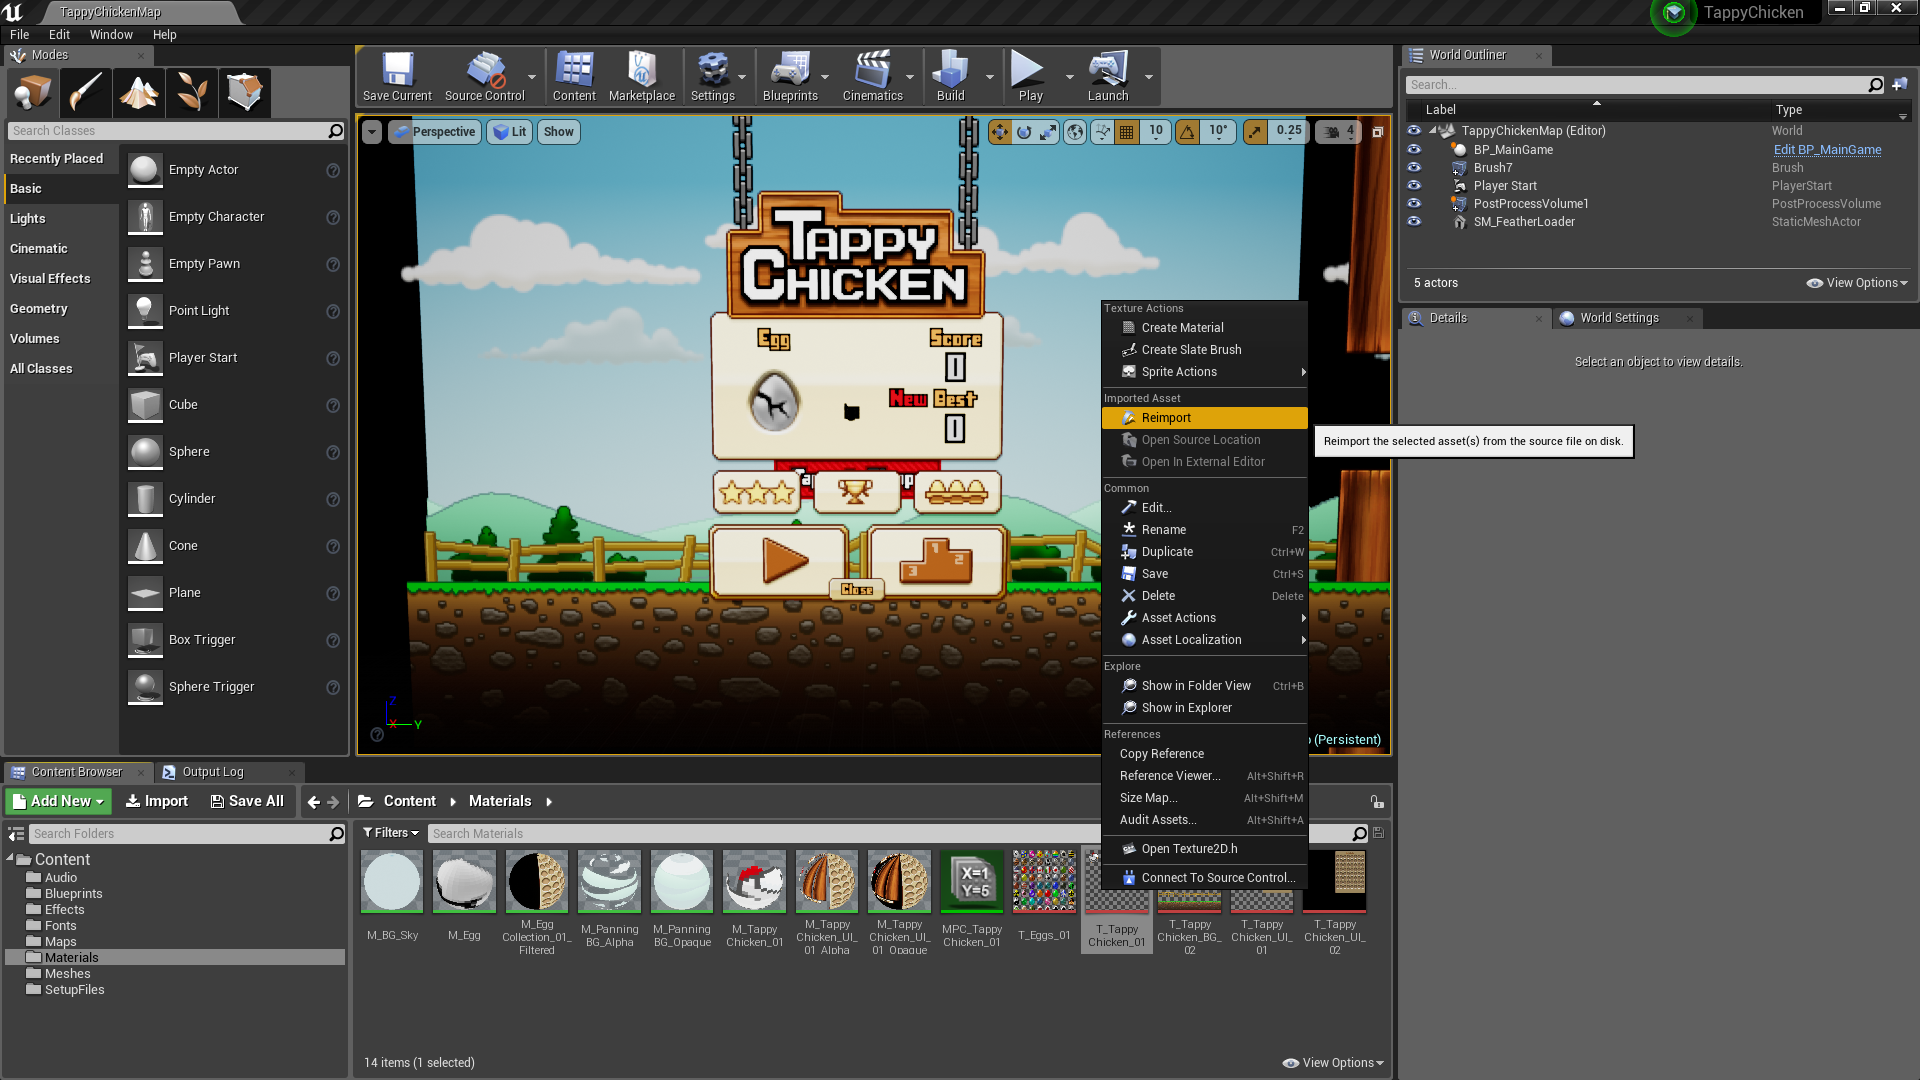 TappyChickenMap
TappyChicken
File Edit Window Help
Modes
Search Classes
Recently Placed
Basic
Lights
Cinematic
Visual Effects
Geometry
Volumes
All Classes
Empty Actor
Empty Character
Empty Pawn
Point Light
Player Start
Cube
Sphere
Cylinder
Cone
Plane
Box Trigger
Sphere Trigger
Save Current Source Control Content Marketplace Settings Blueprints Cinematics Build Play Launch
Perspective Lit Show 10 10° 0.25 4
TAPPY
CHICKEN
Egg Score
New Best
1 2 3
Close
Z
X Y
(Persistent)
Texture Actions
Create Material
Create Slate Brush
Sprite Actions
Imported Asset
Reimport
Open Source Location
Open In External Editor
Common
Edit...
Rename F2
Duplicate Ctrl+W
Save Ctrl+S
Delete Delete
Asset Actions
Asset Localization
Explore
Show in Folder View Ctrl+B
Show in Explorer
References
Copy Reference
Reference Viewer... Alt+Shift+R
Size Map... Alt+Shift+M
Audit Assets... Alt+Shift+A
Open Texture2D.h
Connect To Source Control...
Reimport the selected asset(s) from the source file on disk.
World Outliner
Search...
Label Type
TappyChickenMap (Editor) World
BP_MainGame Edit BP_MainGame
Brush7 Brush
Player Start PlayerStart
PostProcessVolume1 PostProcessVolume
SM_FeatherLoader StaticMeshActor
5 actors View Options
Details World Settings
Select an object to view details.
Content Browser Output Log
Add New Import Save All Content Materials
Search Folders
Content
Audio
Blueprints
Effects
Fonts
Maps
Materials
Meshes
SetupFiles
Filters Search Materials
X=1
Y=5
M_BG_Sky
M_Egg
M_Egg
Collection_01_
Filtered
M_Panning
BG_Alpha
M_Panning
BG_Opaque
M_Tappy
Chicken_01
M_Tappy
Chicken_UI_
01_Alpha
M_Tappy
Chicken_UI_
01_Opaque
MPC_Tappy
Chicken_01
T_Eggs_01
T_Tappy
Chicken_01
T_Tappy
Chicken_BG_
02
T_Tappy
Chicken_UI_
01
T_Tappy
Chicken_UI_
02
14 items (1 selected) View Options